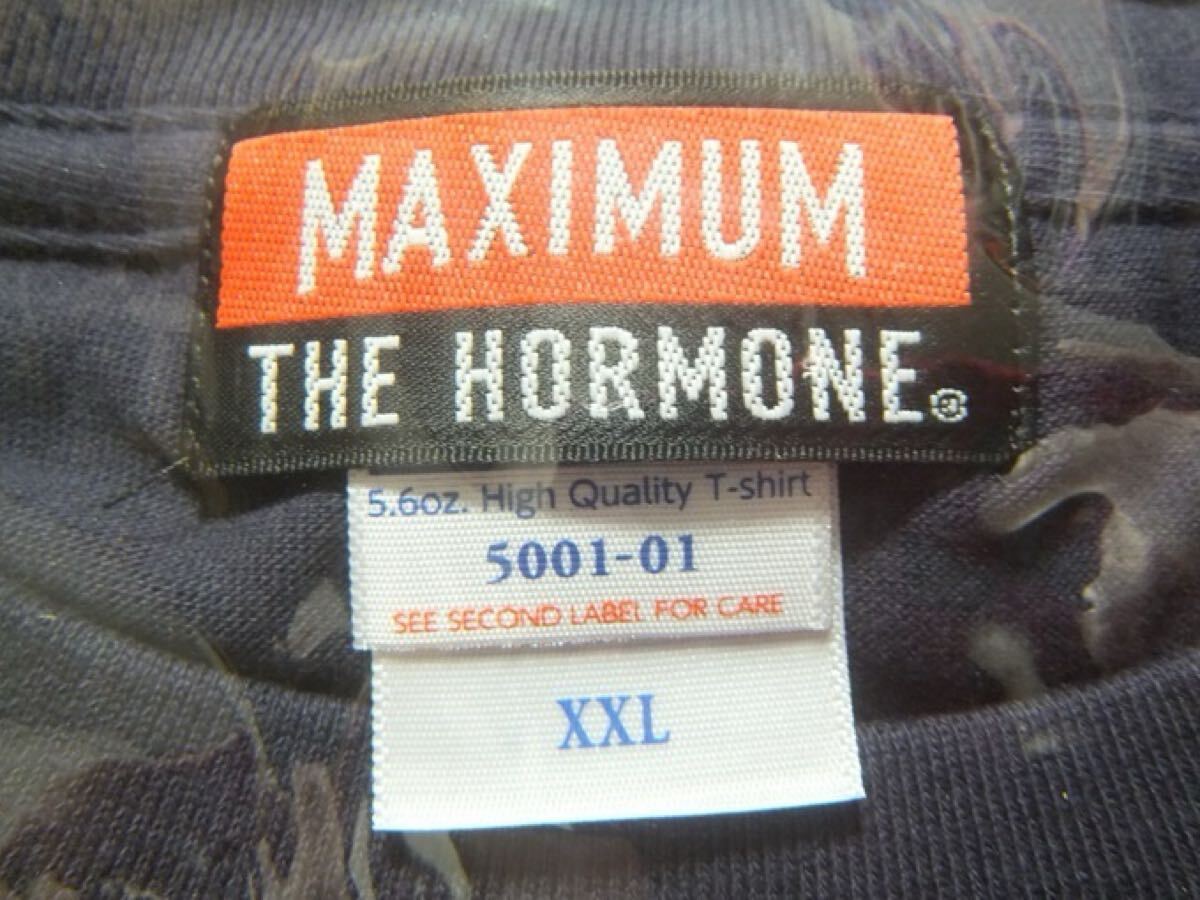 MAXIMUM
THE HORMONE®
5.6oz. High Quality T-shirt
5001-01
SEE SECOND LABEL FOR CARE
XXL